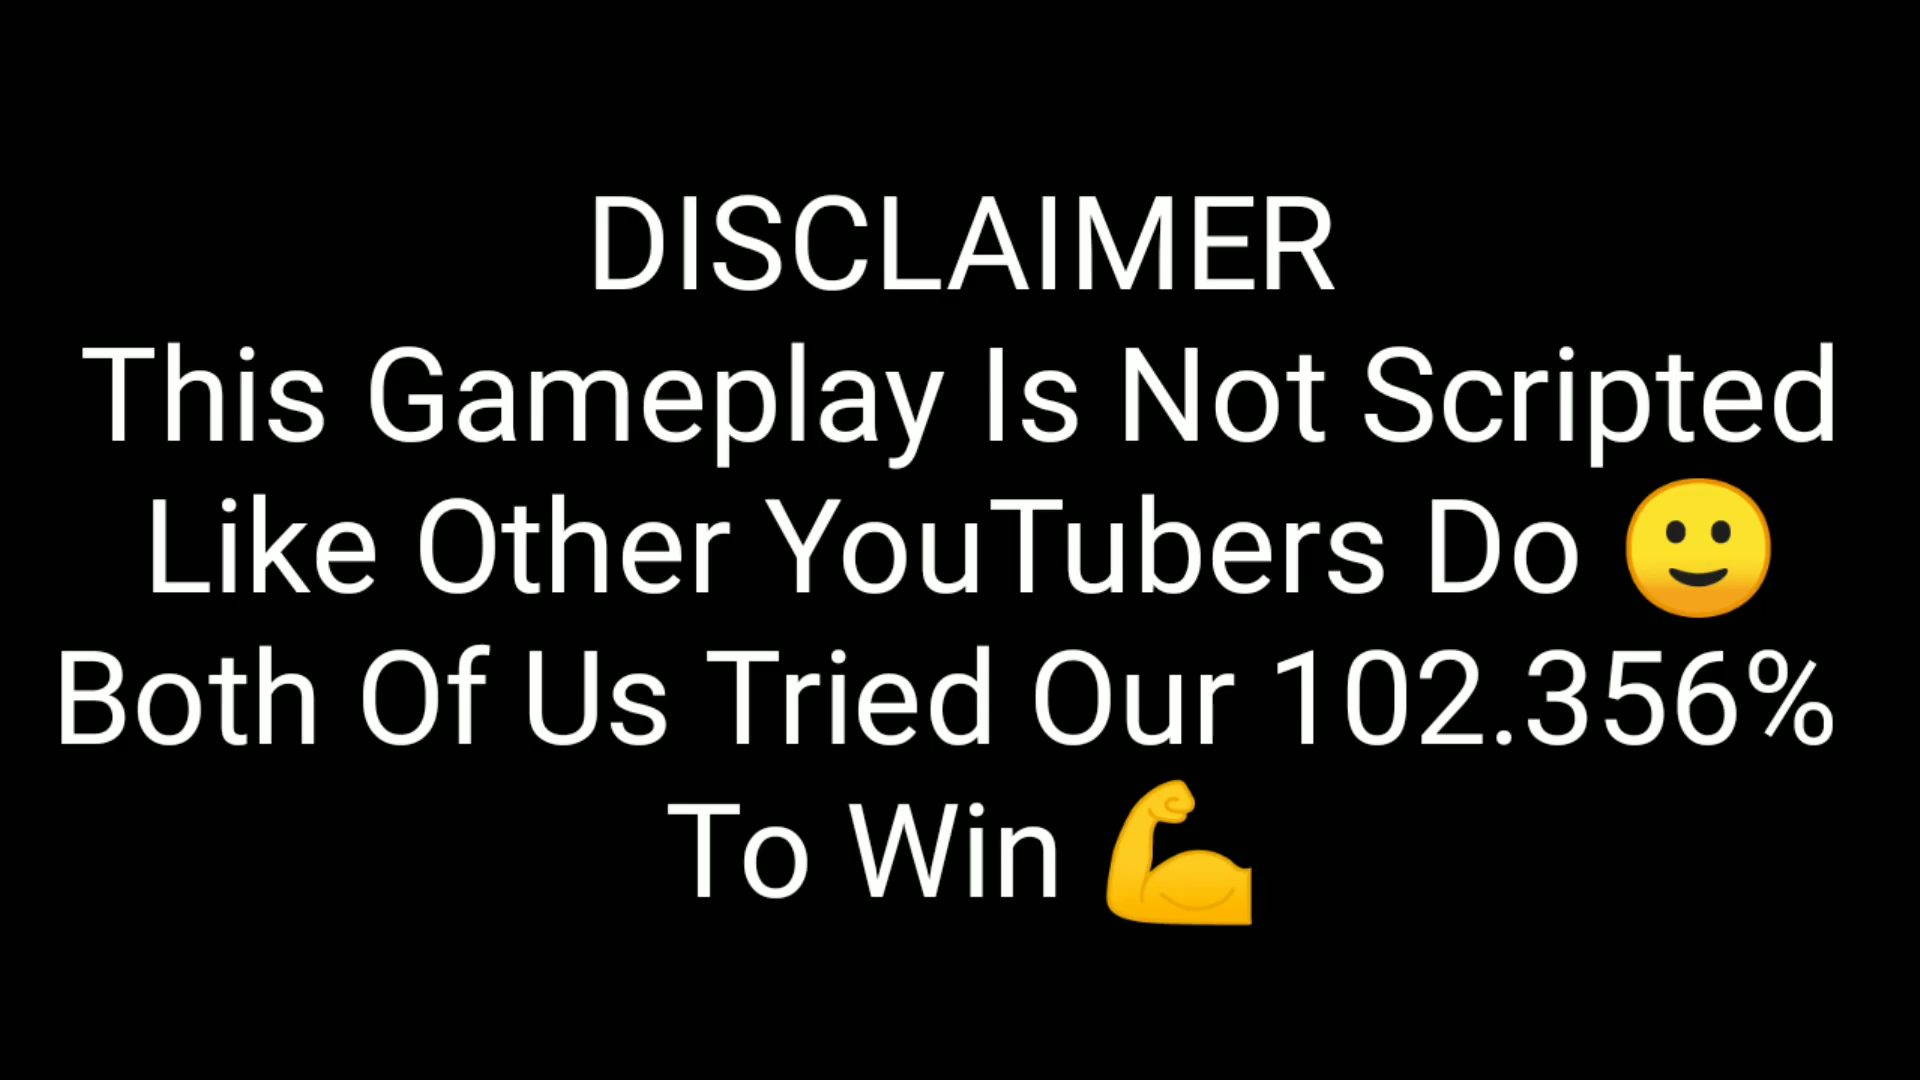 DISCLAIMER
This Gameplay Is Not Scripted
Like Other YouTubers Do 🙂
Both Of Us Tried Our 102.356%
To Win 💪